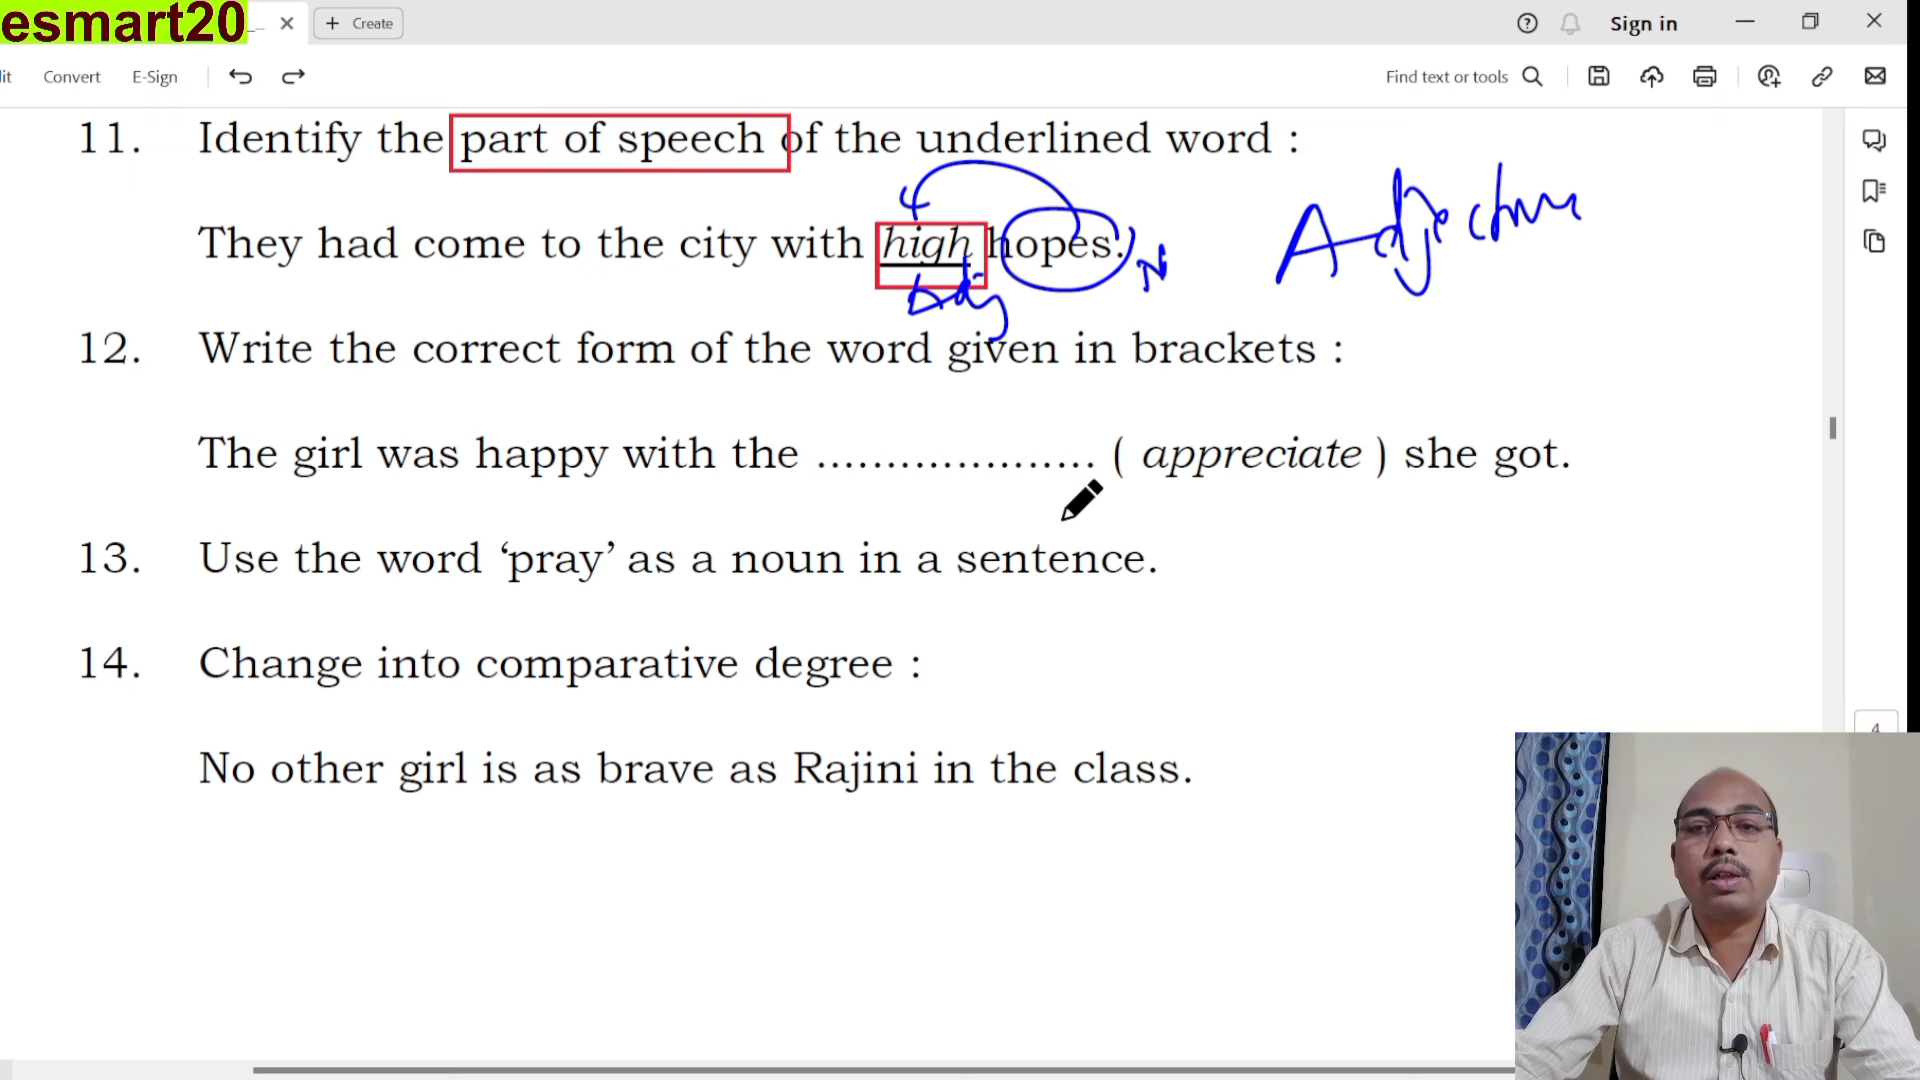 esmart20
+ Create
Sign in
it Convert E-Sign
Find text or tools
11. Identify the part of speech of the underlined word :
They had come to the city with high hopes.
N
Adj
Adjective
12. Write the correct form of the word given in brackets :
The girl was happy with the .................... ( appreciate ) she got.
13. Use the word ‘pray’ as a noun in a sentence.
14. Change into comparative degree :
No other girl is as brave as Rajini in the class.
4